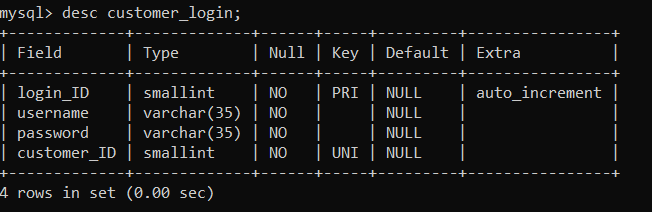 mysql> desc customer_login;
+-------------+-------------+------+-----+---------+----------------+
| Field       | Type        | Null | Key | Default | Extra          |
+-------------+-------------+------+-----+---------+----------------+
| login_ID    | smallint    | NO   | PRI | NULL    | auto_increment |
| username    | varchar(35) | NO   |     | NULL    |                |
| password    | varchar(35) | NO   |     | NULL    |                |
| customer_ID | smallint    | NO   | UNI | NULL    |                |
+-------------+-------------+------+-----+---------+----------------+
4 rows in set (0.00 sec)